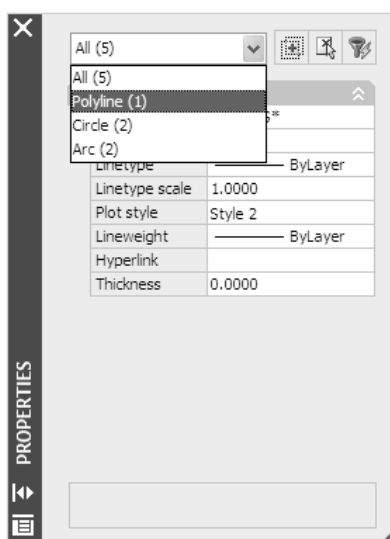 All (5)
All (5)
Polyline (1)
Circle (2)
Arc (2)
Linetype ByLayer
Linetype scale 1.0000
Plot style Style 2
Lineweight ByLayer
Hyperlink
Thickness 0.0000
PROPERTIES